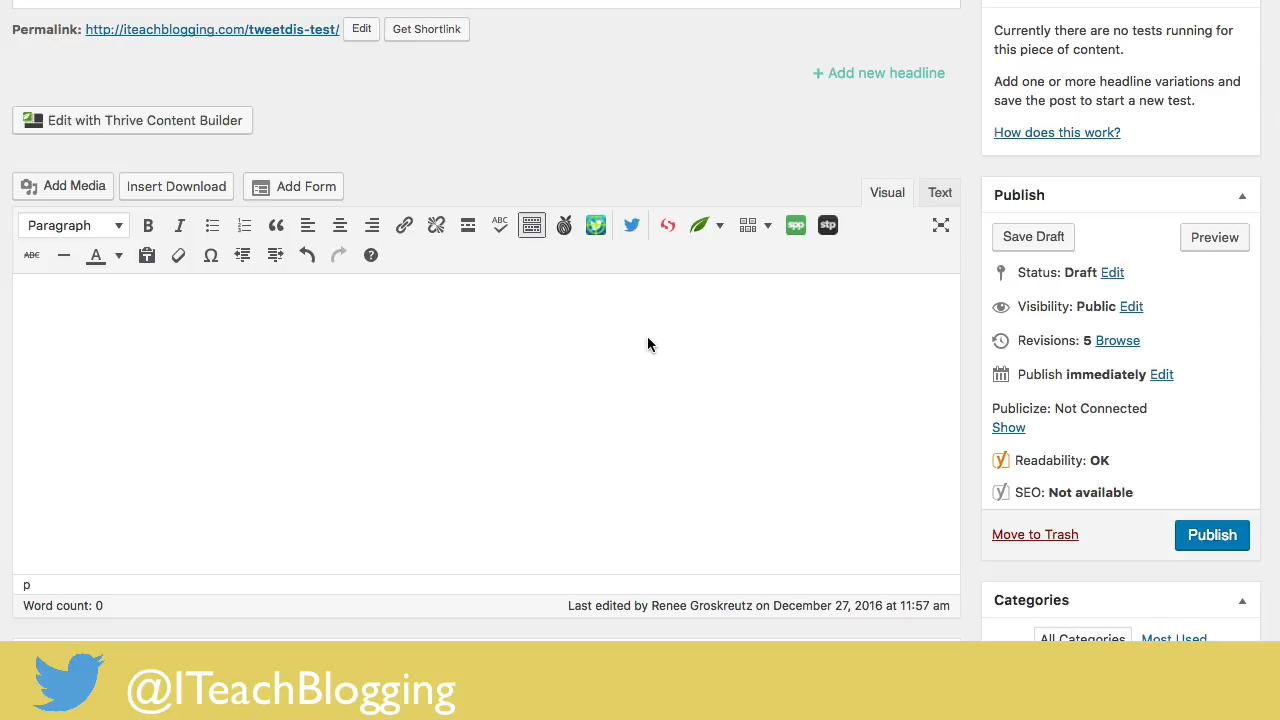 Permalink: http://iteachblogging.com/tweetdis-test/ Edit Get Shortlink
+ Add new headline
Edit with Thrive Content Builder
Add Media Insert Download Add Form
Visual Text
Paragraph B I ABC spp stp
ABC A
p
Word count: 0 Last edited by Renee Groskreutz on December 27, 2016 at 11:57 am
Currently there are no tests running for
this piece of content.
Add one or more headline variations and
save the post to start a new test.
How does this work?
Publish
Save Draft Preview
Status: Draft Edit
Visibility: Public Edit
Revisions: 5 Browse
Publish immediately Edit
Publicize: Not Connected
Show
Readability: OK
SEO: Not available
Move to Trash Publish
Categories
All Categories Most Used
@ITeachBlogging